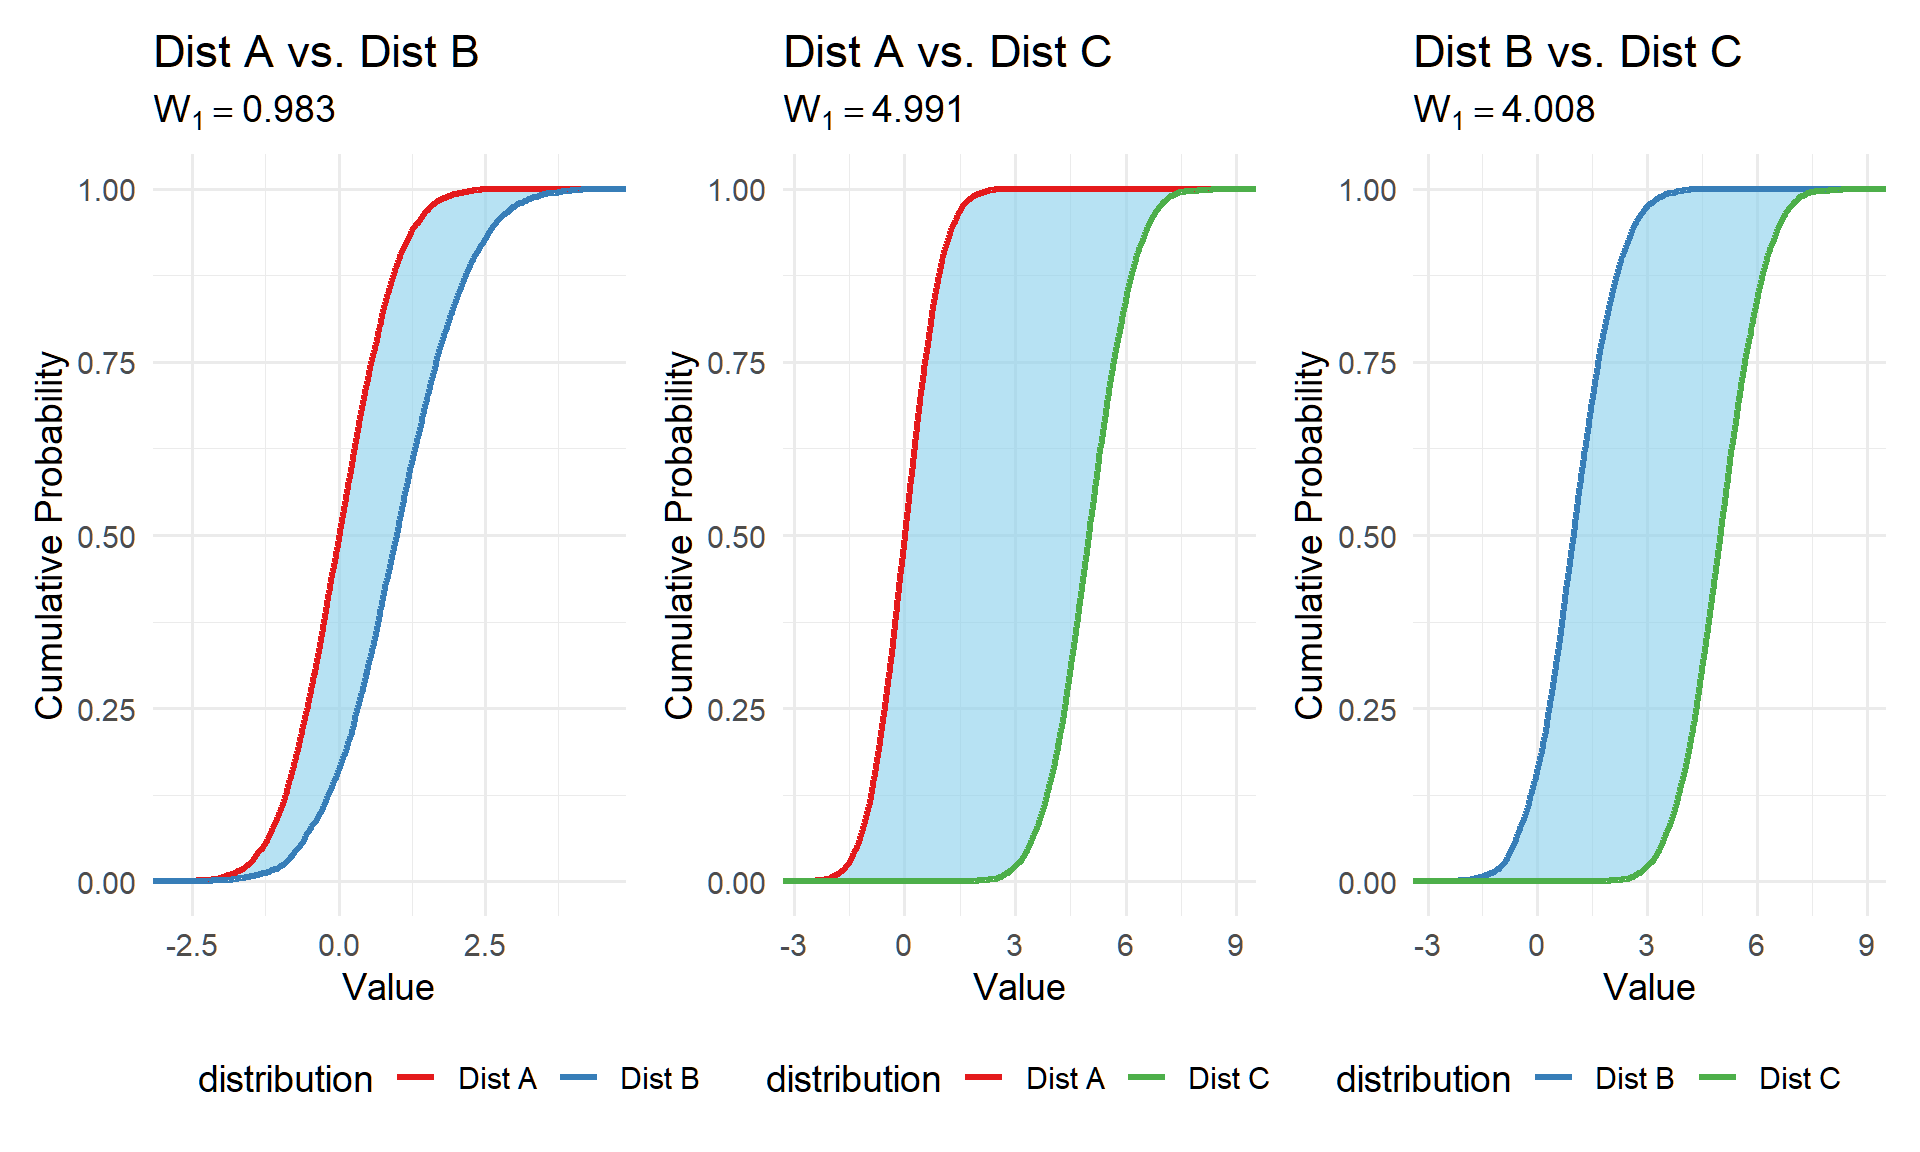 Dist A vs. Dist B
W1 = 0.983
1.00
0.75
0.50
0.25
0.00
Cumulative Probability
-2.5 0.0 2.5
Value
distribution Dist A Dist B
Dist A vs. Dist C
W1 = 4.991
1.00
0.75
0.50
0.25
0.00
Cumulative Probability
-3 0 3 6 9
Value
distribution Dist A Dist C
Dist B vs. Dist C
W1 = 4.008
1.00
0.75
0.50
0.25
0.00
Cumulative Probability
-3 0 3 6 9
Value
distribution Dist B Dist C